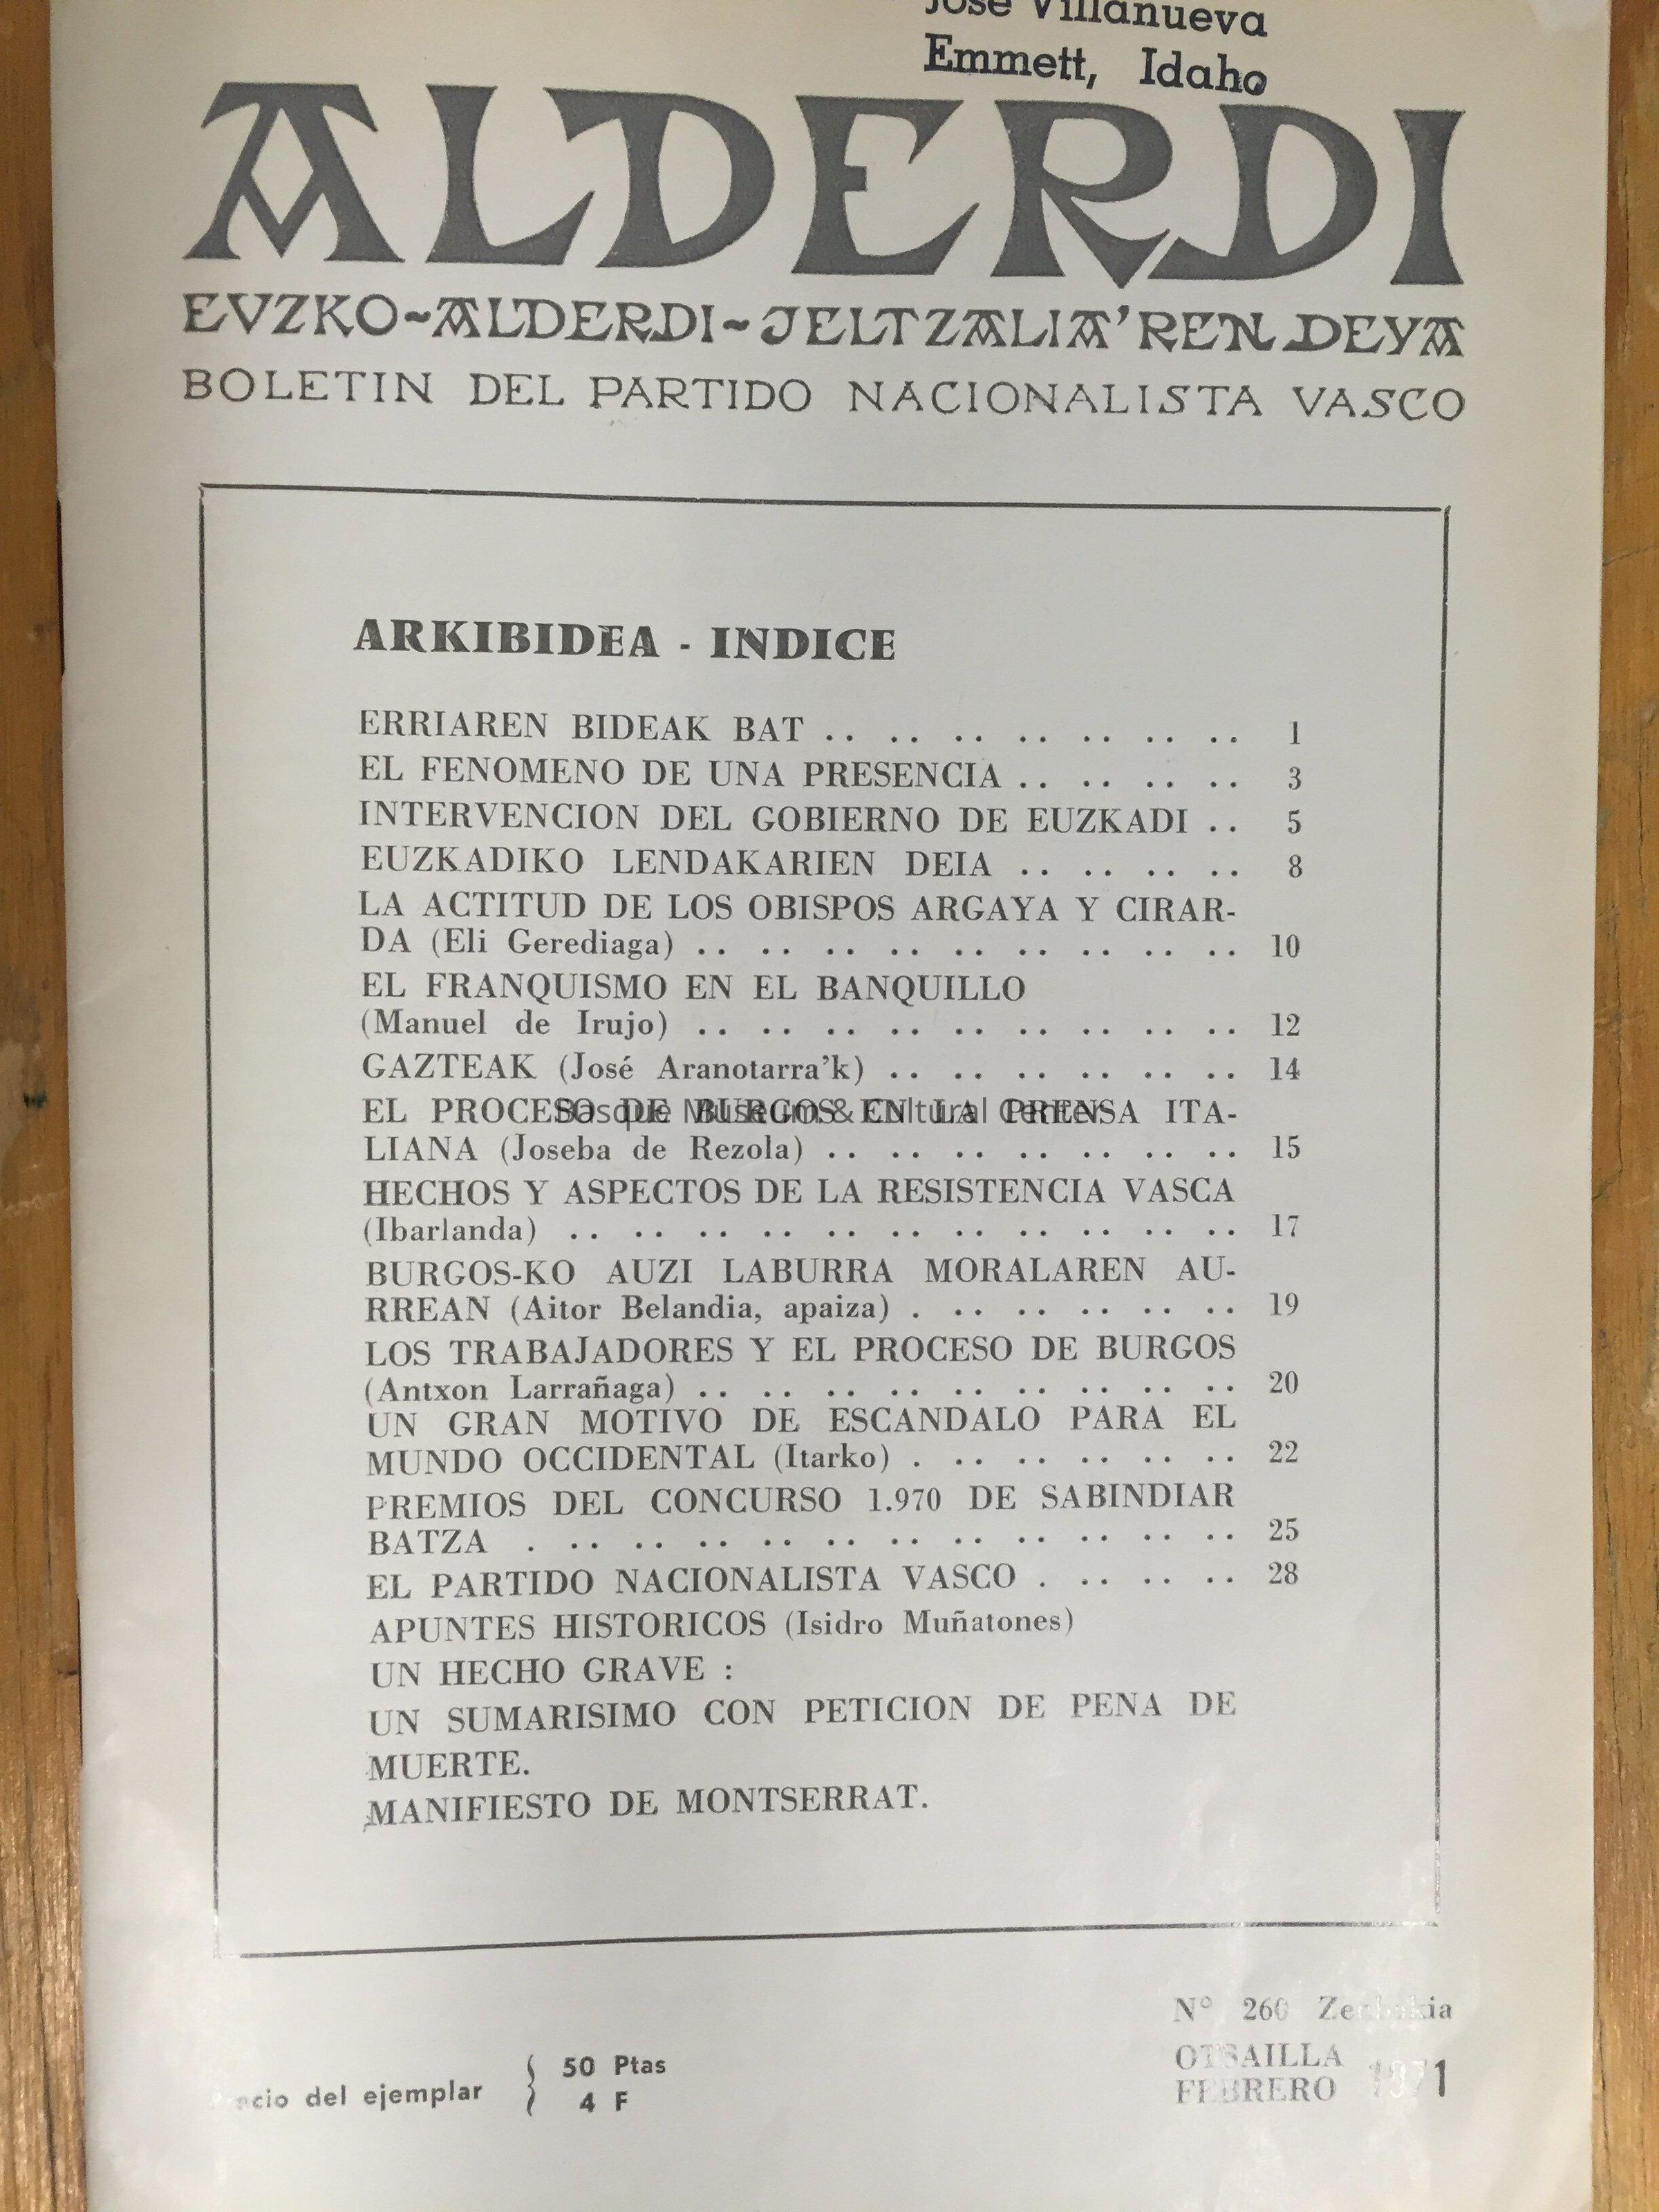 José Villanueva
Emmett, Idaho
ALDERDI
EVZKO~ALDERDI~JELTZALIA'REN DEYA
BOLETIN DEL PARTIDO NACIONALISTA VASCO
ARKIBIDEA - INDICE
ERRIAREN BIDEAK BAT .. .. .. .. .. .. .. 1
EL FENOMENO DE UNA PRESENCIA .. .. .. .. 3
INTERVENCION DEL GOBIERNO DE EUZKADI .. 5
EUZKADIKO LENDAKARIEN DEIA .. .. .. .. 8
LA ACTITUD DE LOS OBISPOS ARGAYA Y CIRAR-
DA (Eli Gerediaga) .. .. .. .. .. .. .. .. .. 10
EL FRANQUISMO EN EL BANQUILLO
(Manuel de Irujo) .. .. .. .. .. .. .. .. .. 12
GAZTEAK (José Aranotarra'k) .. .. .. .. .. .. 14
EL PROCESO DE BURGOS EN LA PRENSA ITA-
Basque Museum & Cultural Center
LIANA (Joseba de Rezola) .. .. .. .. .. .. .. 15
HECHOS Y ASPECTOS DE LA RESISTENCIA VASCA
(Ibarlanda) .. .. .. .. .. .. .. .. .. .. .. 17
BURGOS-KO AUZI LABURRA MORALAREN AU-
RREAN (Aitor Belandia, apaiza) . .. .. .. .. .. 19
LOS TRABAJADORES Y EL PROCESO DE BURGOS
(Antxon Larrañaga) .. .. .. .. .. .. .. .. .. 20
UN GRAN MOTIVO DE ESCANDALO PARA EL
MUNDO OCCIDENTAL (Itarko) . .. .. .. .. .. 22
PREMIOS DEL CONCURSO 1.970 DE SABINDIAR
BATZA . .. .. .. .. .. .. .. .. .. .. .. 25
EL PARTIDO NACIONALISTA VASCO . .. .. .. 28
APUNTES HISTORICOS (Isidro Muñatones)
UN HECHO GRAVE :
UN SUMARISIMO CON PETICION DE PENA DE
MUERTE.
MANIFIESTO DE MONTSERRAT.
N° 260 Zenbakia
OTSAILLA
FEBRERO 1971
Precio del ejemplar { 50 Ptas
4 F